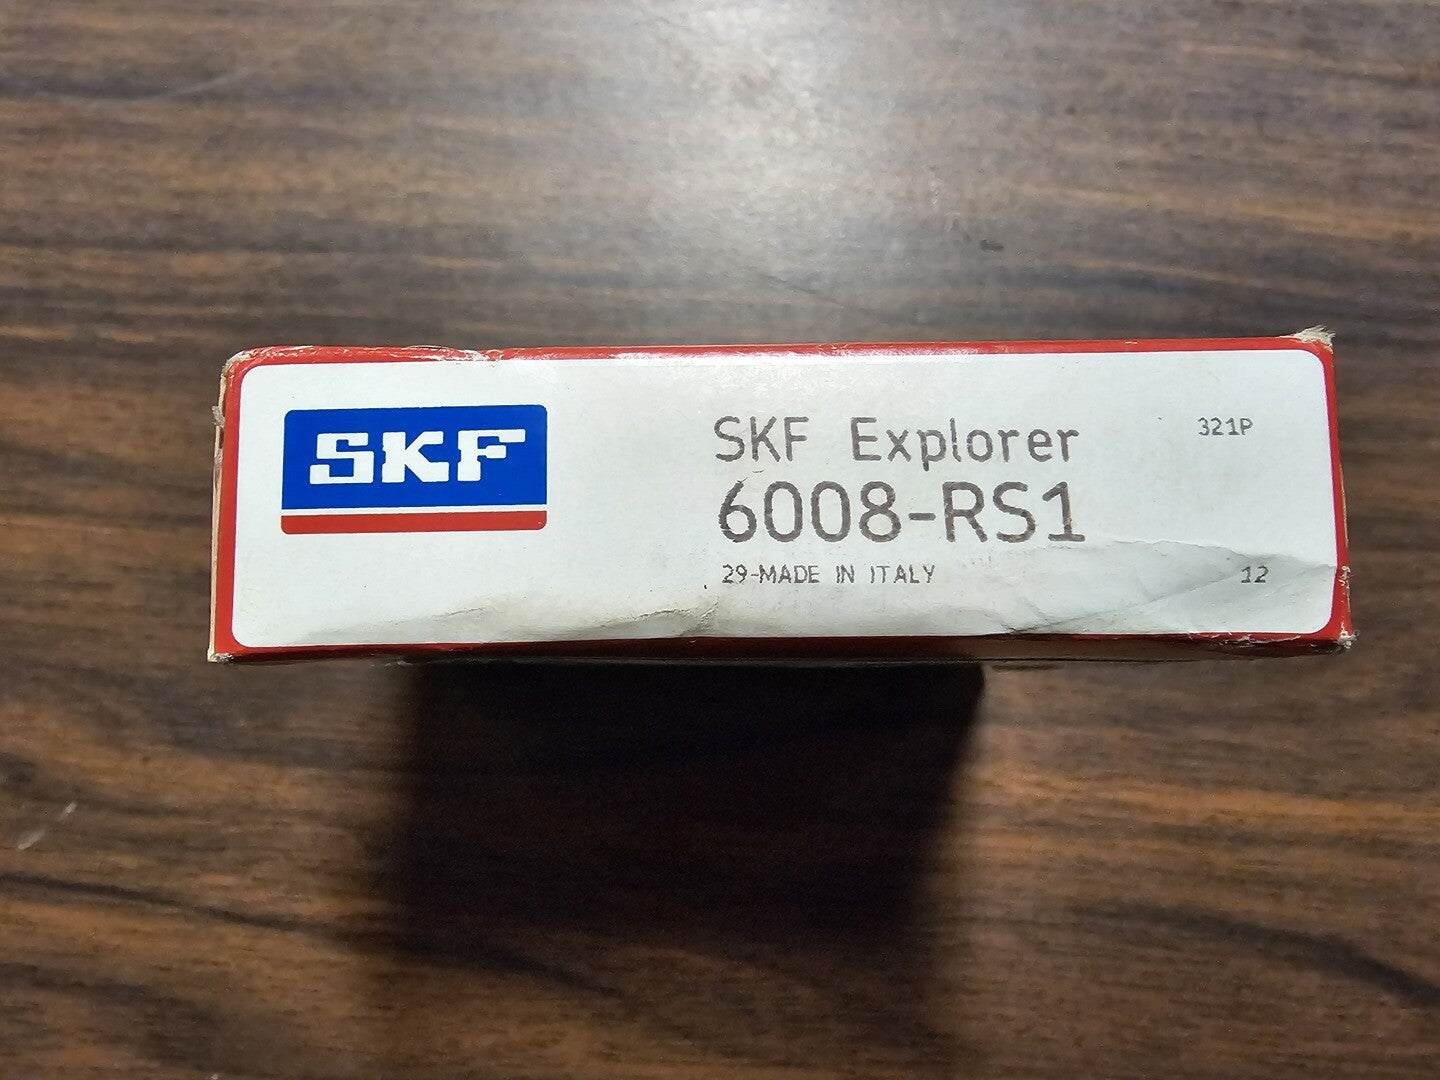 SKF
SKF Explorer
321P
6008-RS1
29-MADE IN ITALY
12